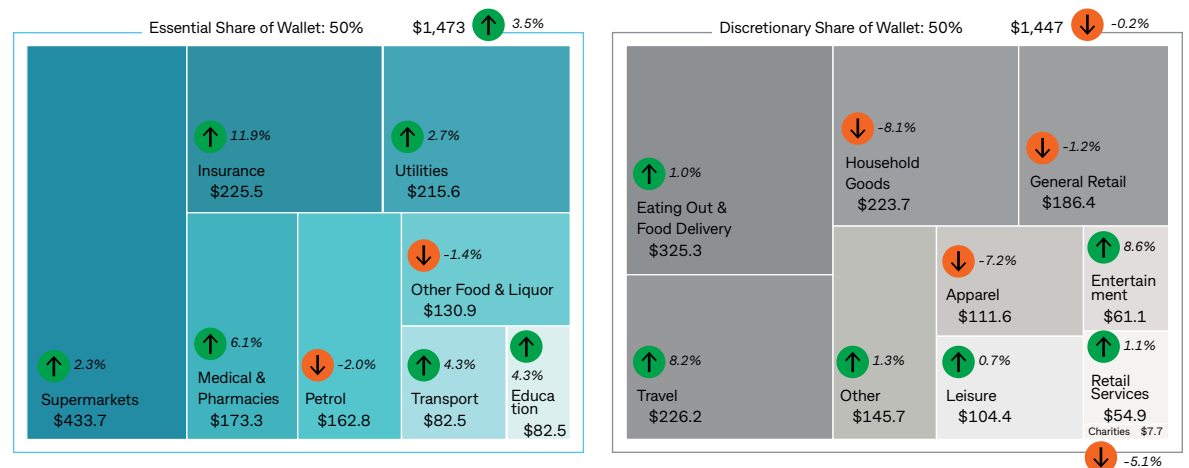 Essential Share of Wallet: 50%
$1,473
3.5%
11.9%
Insurance
$225.5
2.7%
Utilities
$215.6
2.3%
Supermarkets
$433.7
6.1%
Medical &
Pharmacies
$173.3
-2.0%
Petrol
$162.8
-1.4%
Other Food & Liquor
$130.9
4.3%
Transport
$82.5
4.3%
Educa
tion
$82.5
Discretionary Share of Wallet: 50%
$1,447
-0.2%
1.0%
Eating Out &
Food Delivery
$325.3
-8.1%
Household
Goods
$223.7
-1.2%
General Retail
$186.4
8.2%
Travel
$226.2
1.3%
Other
$145.7
-7.2%
Apparel
$111.6
0.7%
Leisure
$104.4
8.6%
Entertain
ment
$61.1
1.1%
Retail
Services
$54.9
Charities $7.7
-5.1%